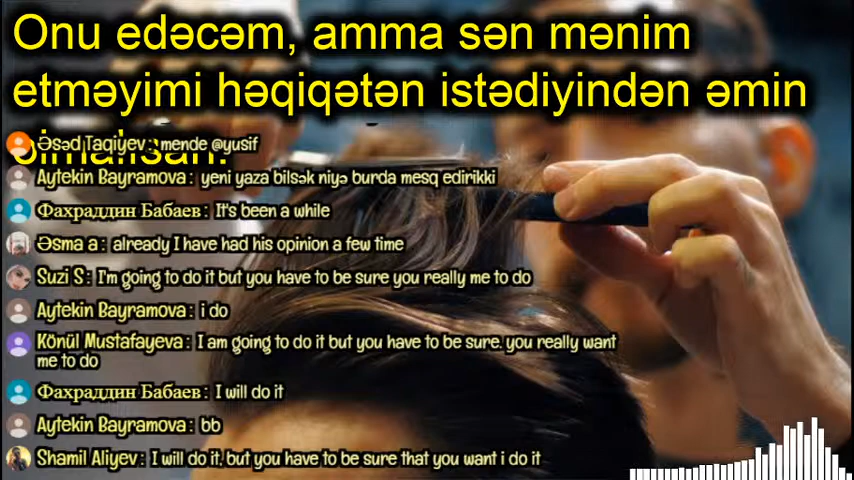 Onu edəcəm, amma sən mənim
etməyimi həqiqətən istədiyindən əmin
olmalısan.
Əsəd Taqiyev: mende @yusif
Aytekin Bayramova: yeni yaza bilsək niyə burda mesq edirikki
Фахраддин Бабаев: It's been a while
Əsma a: already I have had his opinion a few time
Suzi S: I'm going to do it but you have to be sure you really me to do
Aytekin Bayramova: i do
Könül Mustafayeva: I am going to do it but you have to be sure. you really want
me to do
Фахраддин Бабаев: I will do it
Aytekin Bayramova: bb
Shamil Aliyev: I will do it, but you have to be sure that you want i do it